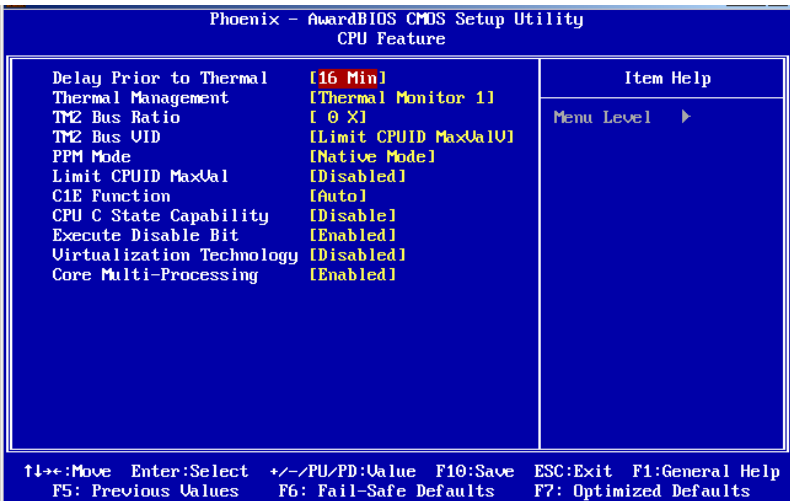 Phoenix - AwardBIOS CMOS Setup Utility
CPU Feature
Delay Prior to Thermal [16 Min]
Thermal Management [Thermal Monitor 1]
TM2 Bus Ratio [ 0 X]
TM2 Bus VID [Limit CPUID MaxValV]
PPM Mode [Native Mode]
Limit CPUID MaxVal [Disabled]
C1E Function [Auto]
CPU C State Capability [Disable]
Execute Disable Bit [Enabled]
Virtualization Technology [Disabled]
Core Multi-Processing [Enabled]
Item Help
Menu Level ▶
↑↓→←:Move Enter:Select +/-/PU/PD:Value F10:Save ESC:Exit F1:General Help
F5: Previous Values F6: Fail-Safe Defaults F7: Optimized Defaults